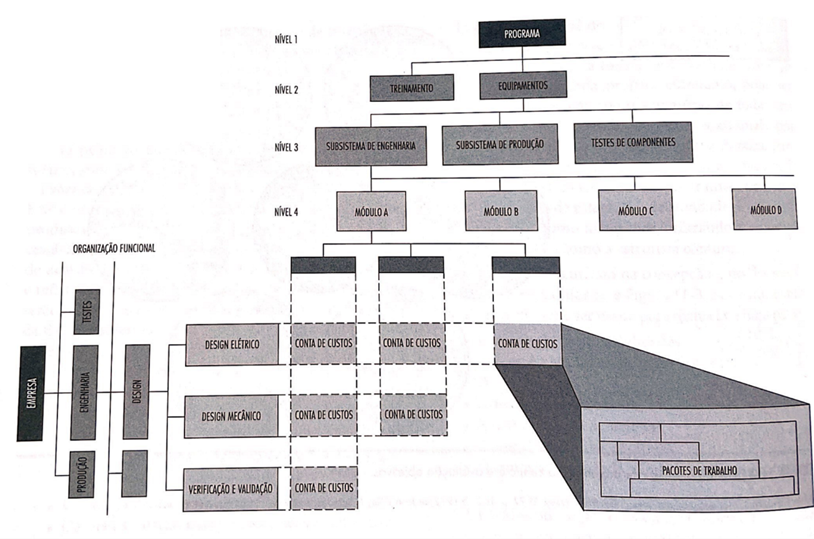 NÍVEL 1
PROGRAMA
NÍVEL 2
TREINAMENTO
EQUIPAMENTOS
NÍVEL 3
SUBSISTEMA DE ENGENHARIA
SUBSISTEMA DE PRODUÇÃO
TESTES DE COMPONENTES
NÍVEL 4
MÓDULO A
MÓDULO B
MÓDULO C
MÓDULO D
ORGANIZAÇÃO FUNCIONAL
EMPRESA
TESTES
ENGENHARIA
PRODUÇÃO
DESIGN
DESIGN ELÉTRICO
CONTA DE CUSTOS
CONTA DE CUSTOS
CONTA DE CUSTOS
DESIGN MECÂNICO
CONTA DE CUSTOS
CONTA DE CUSTOS
VERIFICAÇÃO E VALIDAÇÃO
CONTA DE CUSTOS
PACOTES DE TRABALHO